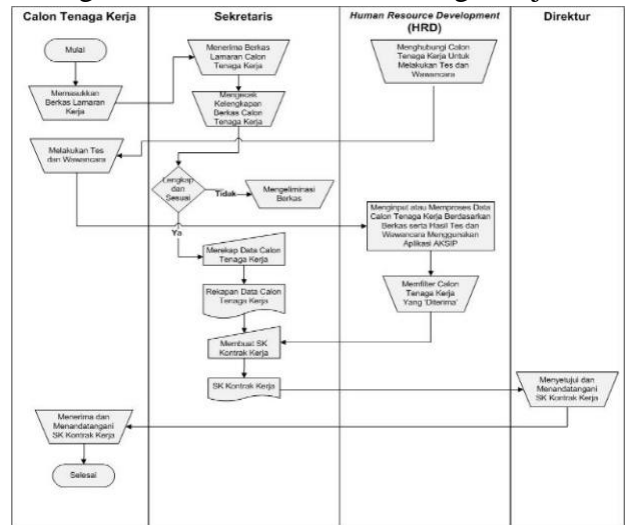 Calon Tenaga Kerja
Sekretaris
Human Resource Development
(HRD)
Direktur
Mulai
Menerima Berkas
Lamaran Calon
Tenaga Kerja
Menghubungi Calon
Tenaga Kerja Untuk
Melakukan Tes dan
Wawancara
Memasukkan
Berkas Lamaran
Kerja
Mengecek
Kelengkapan
Berkas Calon
Tenaga Kerja
Melakukan Tes
dan Wawancara
Lengkap
dan
Sesuai
Tidak
Mengeliminasi
Berkas
Ya
Menginput atau Memproses Data
Calon Tenaga Kerja Berdasarkan
Berkas serta Hasil Tes dan
Wawancara Menggunakan
Aplikasi AKSIP
Merekap Data Calon
Tenaga Kerja
Rekapan Data Calon
Tenaga Kerja
Memfilter Calon
Tenaga Kerja
Yang 'Diterima'
Membuat SK
Kontrak Kerja
SK Kontrak Kerja
Menyetujui dan
Menandatangani
SK Kontrak Kerja
Menerima dan
Menandatangani
SK Kontrak Kerja
Selesai